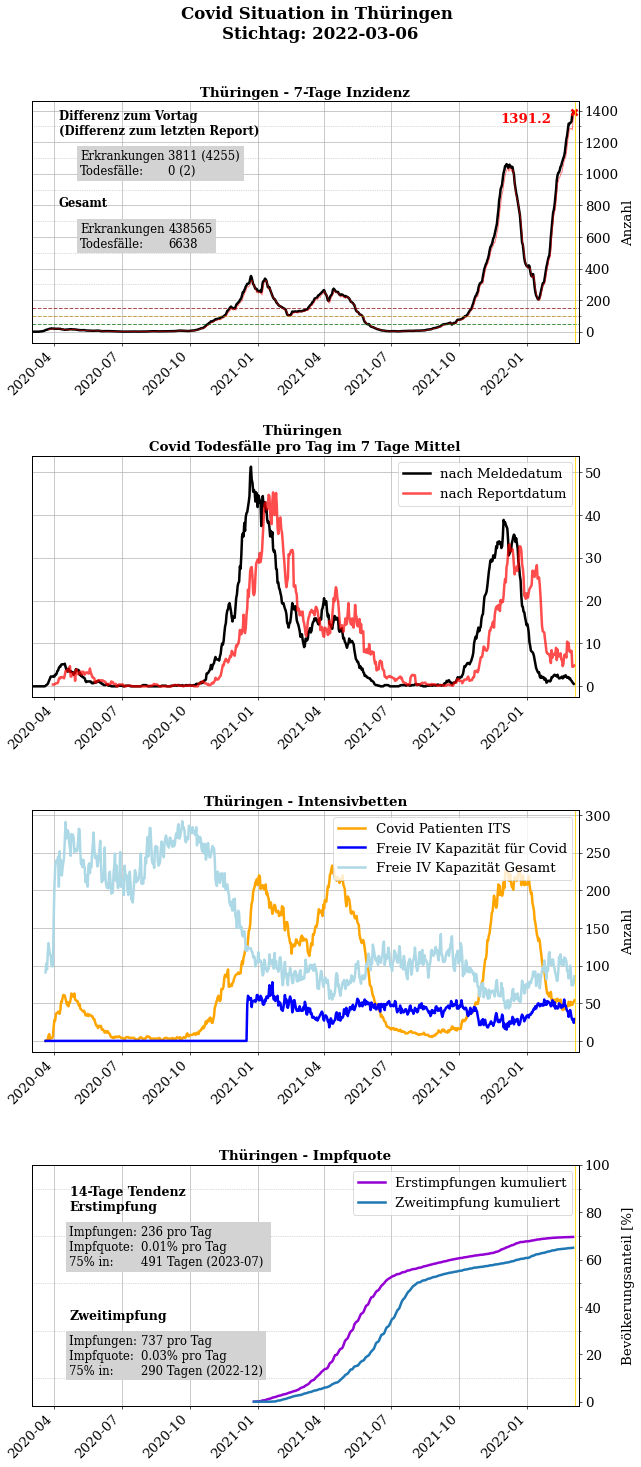 Covid Situation in Thüringen
Stichtag: 2022-03-06
Thüringen - 7-Tage Inzidenz
Differenz zum Vortag
(Differenz zum letzten Report)
Erkrankungen 3811 (4255)
Todesfälle: 0 (2)
Gesamt
Erkrankungen 438565
Todesfälle: 6638
1391.2
1400
1200
1000
800
600
400
200
0
Anzahl
2020-04
2020-07
2020-10
2021-01
2021-04
2021-07
2021-10
2022-01
Thüringen
Covid Todesfälle pro Tag im 7 Tage Mittel
nach Meldedatum
nach Reportdatum
50
40
30
20
10
0
2020-04
2020-07
2020-10
2021-01
2021-04
2021-07
2021-10
2022-01
Thüringen - Intensivbetten
Covid Patienten ITS
Freie IV Kapazität für Covid
Freie IV Kapazität Gesamt
300
250
200
150
100
50
0
Anzahl
2020-04
2020-07
2020-10
2021-01
2021-04
2021-07
2021-10
2022-01
Thüringen - Impfquote
14-Tage Tendenz
Erstimpfung
Impfungen: 236 pro Tag
Impfquote: 0.01% pro Tag
75% in: 491 Tagen (2023-07)
Zweitimpfung
Impfungen: 737 pro Tag
Impfquote: 0.03% pro Tag
75% in: 290 Tagen (2022-12)
Erstimpfungen kumuliert
Zweitimpfung kumuliert
100
80
60
40
20
0
Bevölkerungsanteil [%]
2020-04
2020-07
2020-10
2021-01
2021-04
2021-07
2021-10
2022-01